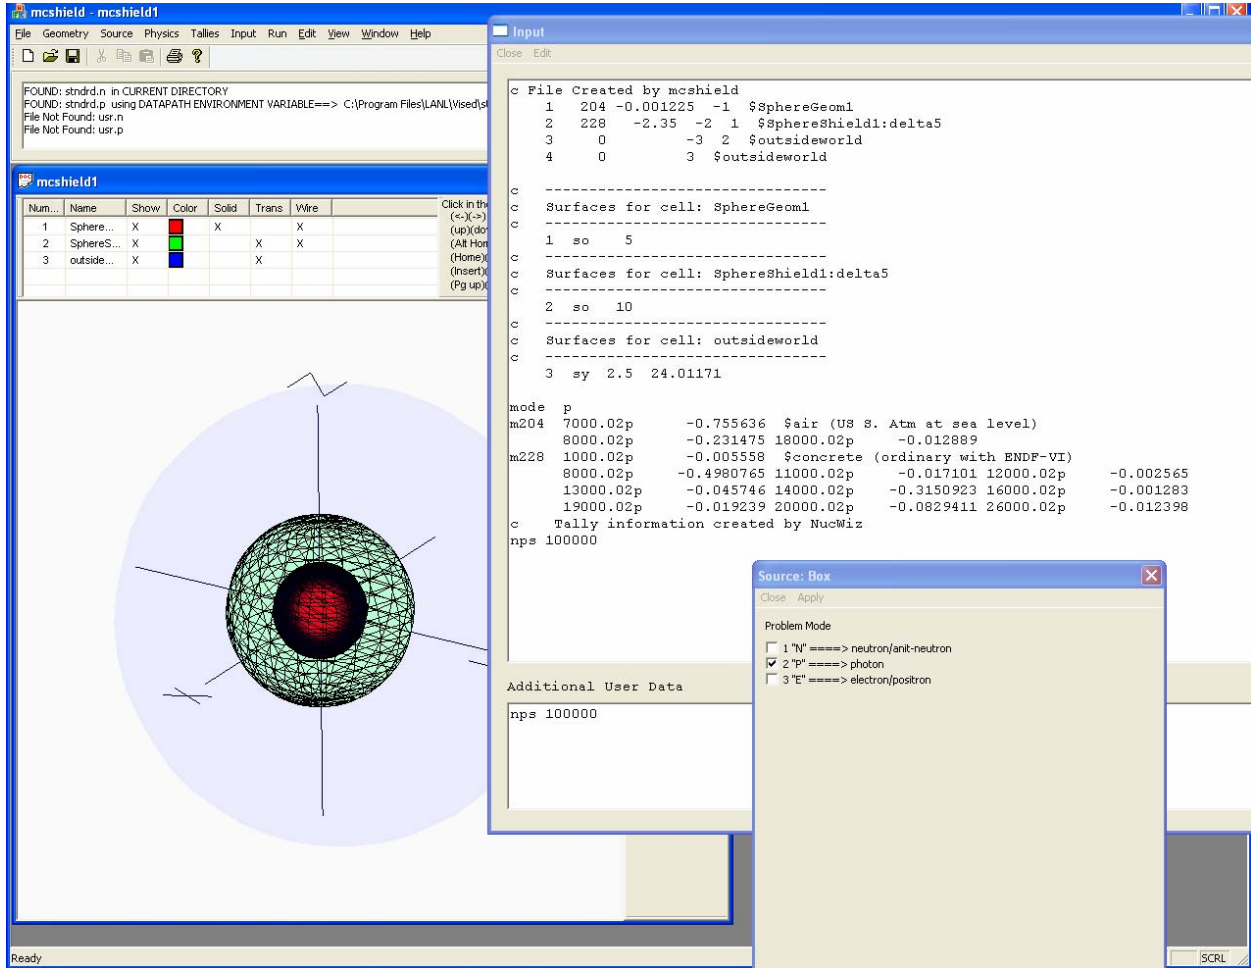 mcshield - mcshield1
File Geometry Source Physics Tallies Input Run Edit View Window Help
FOUND: stndrd.n in CURRENT DIRECTORY
FOUND: stndrd.p using DATAPATH ENVIRONMENT VARIABLE==> C:\Program Files\LANL\Vised\s
File Not Found: usr.n
File Not Found: usr.p
mcshield1
Num... Name Show Color Solid Trans Wire
1 Sphere... X X X
2 SphereS... X X X
3 outside... X X
Click in the
(<-)(->)
(up)(do
(Alt Hom
(Home)(
(Insert)(
(Pg up)(
Input
Close Edit
c File Created by mcshield
1 204 -0.001225 -1 $SphereGeom1
2 228 -2.35 -2 1 $SphereShield1:delta5
3 0 -3 2 $outsideworld
4 0 3 $outsideworld
c ------------------------------
c Surfaces for cell: SphereGeom1
c ------------------------------
1 so 5
c ------------------------------
c Surfaces for cell: SphereShield1:delta5
c ------------------------------
2 so 10
c ------------------------------
c Surfaces for cell: outsideworld
c ------------------------------
3 sy 2.5 24.01171
mode p
m204 7000.02p -0.755636 $air (US S. Atm at sea level)
8000.02p -0.231475 18000.02p -0.012889
m228 1000.02p -0.005558 $concrete (ordinary with ENDF-VI)
8000.02p -0.4980765 11000.02p -0.017101 12000.02p -0.002565
13000.02p -0.045746 14000.02p -0.3150923 16000.02p -0.001283
19000.02p -0.019239 20000.02p -0.0829411 26000.02p -0.012398
c Tally information created by NucWiz
nps 100000
Additional User Data
nps 100000
Source: Box
Close Apply
Problem Mode
1 "N" ====> neutron/anit-neutron
2 "P" ====> photon
3 "E" ====> electron/positron
Ready
SCRL